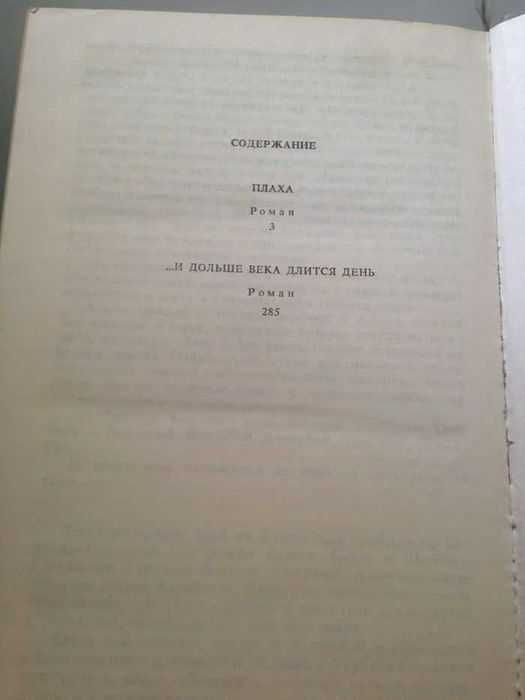 СОДЕРЖАНИЕ
ПЛАХА
Роман
3
...И ДОЛЬШЕ ВЕКА ДЛИТСЯ ДЕНЬ
Роман
285